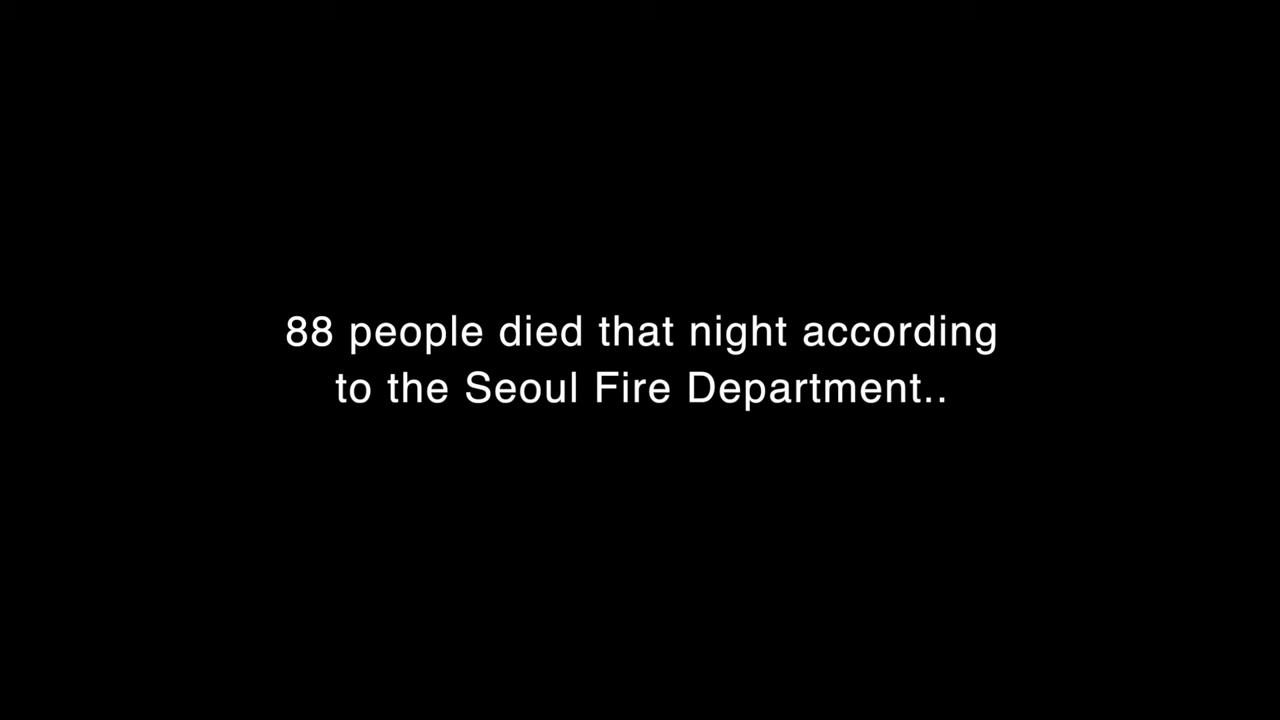 88 people died that night according
to the Seoul Fire Department..